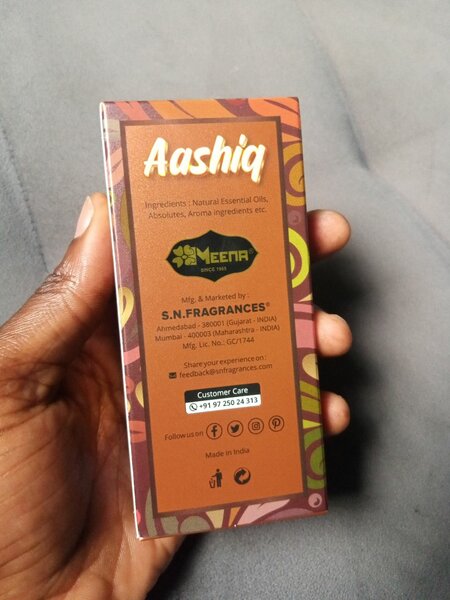 Aashiq
Ingredients : Natural Essential Oils,
Absolutes, Aroma ingredients etc.
MEENA®
SINCE 1965
Mfg. & Marketed by :
S.N.FRAGRANCES®
Ahmedabad - 380001 (Gujarat - INDIA)
Mumbai - 400003 (Maharashtra - INDIA)
Mfg. Lic. No.: GC/1744
Share your experience on :
feedback@snfragrances.com
Customer Care
+91 97 250 24 313
Follow us on
Made in India